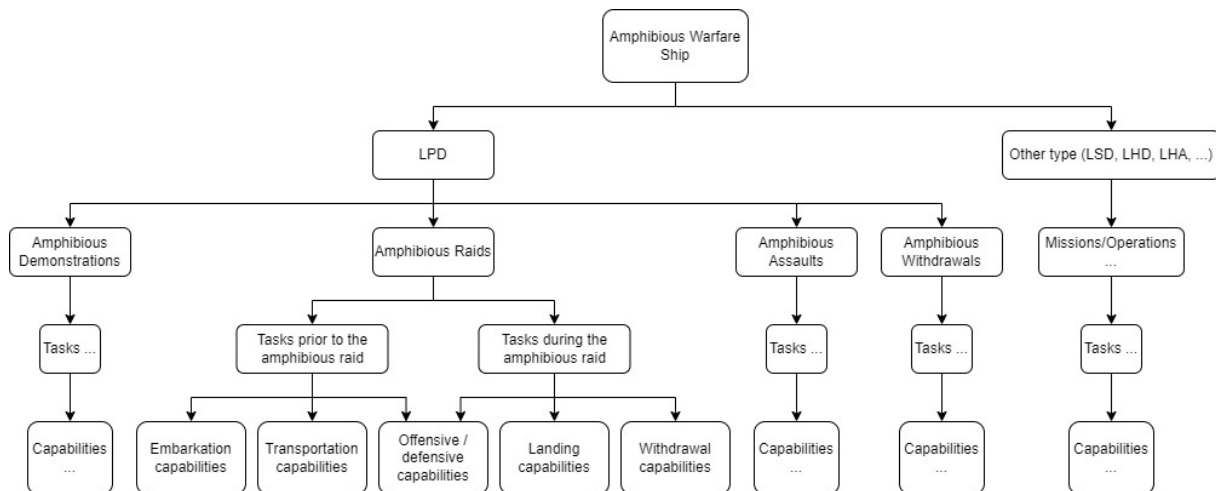 Amphibious Warfare
Ship
LPD
Other type (LSD, LHD, LHA, ...)
Amphibious
Demonstrations
Amphibious Raids
Amphibious
Assaults
Amphibious
Withdrawals
Missions/Operations
...
Tasks ...
Tasks prior to the
amphibious raid
Tasks during the
amphibious raid
Tasks ...
Tasks ...
Tasks ...
Capabilities
...
Embarkation
capabilities
Transportation
capabilities
Offensive /
defensive
capabilities
Landing
capabilities
Withdrawal
capabilities
Capabilities
...
Capabilities
...
Capabilities
...